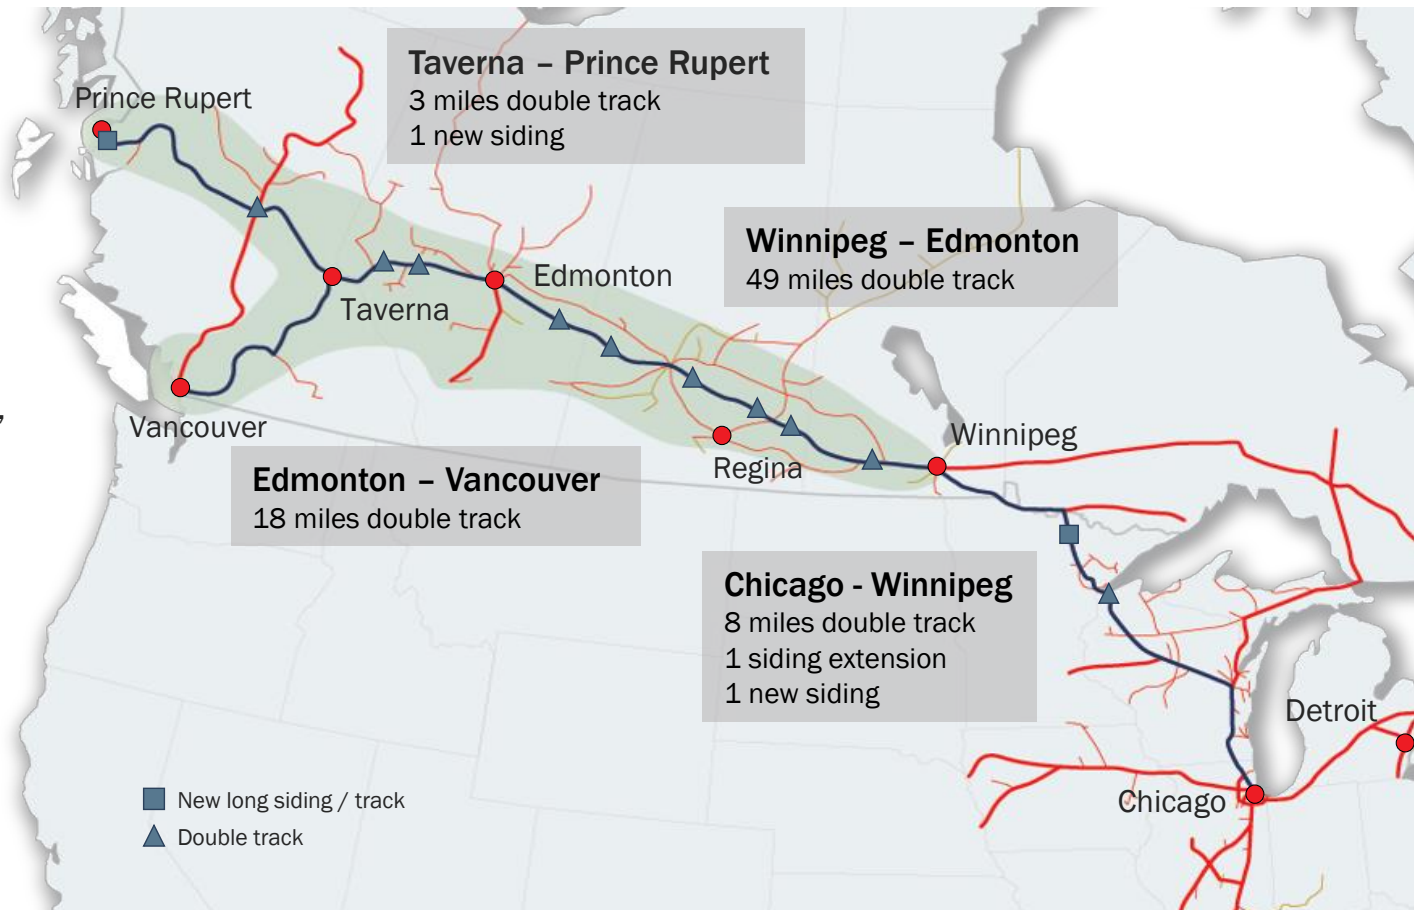 Taverna – Prince Rupert
3 miles double track
1 new siding
Prince Rupert
Winnipeg – Edmonton
49 miles double track
Edmonton
Taverna
,
Vancouver
Winnipeg
Regina
Edmonton – Vancouver
18 miles double track
Chicago - Winnipeg
8 miles double track
1 siding extension
1 new siding
Detroit
Chicago
New long siding / track
Double track